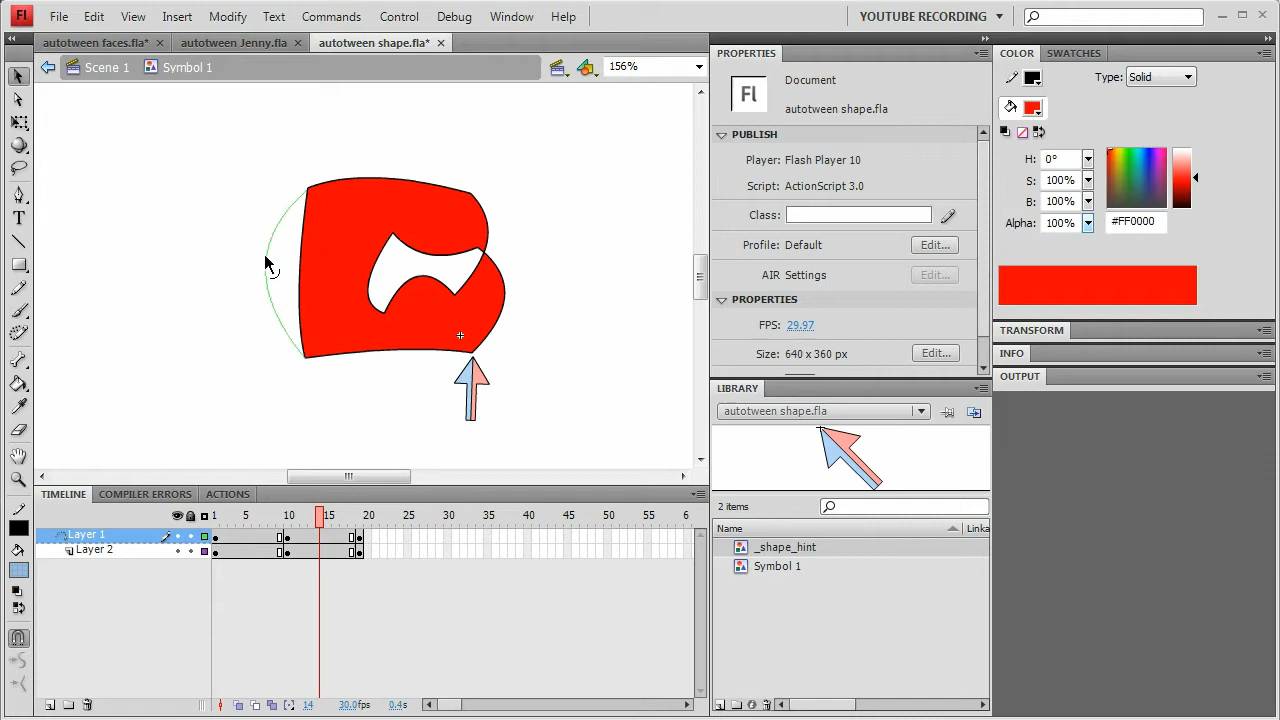 Fl File Edit View Insert Modify Text Commands Control Debug Window Help YOUTUBE RECORDING
autotween faces.fla* autotween Jenny.fla autotween shape.fla*
Scene 1 Symbol 1 156%
PROPERTIES
Fl Document
autotween shape.fla
PUBLISH
Player: Flash Player 10
Script: ActionScript 3.0
Class:
Profile: Default Edit...
AIR Settings Edit...
PROPERTIES
FPS: 29.97
Size: 640 x 360 px Edit...
LIBRARY
autotween shape.fla
2 items
Name Linka
_shape_hint
Symbol 1
COLOR SWATCHES
Type: Solid
H: 0°
S: 100%
B: 100%
Alpha: 100% #FF0000
TRANSFORM
INFO
OUTPUT
TIMELINE COMPILER ERRORS ACTIONS
1 5 10 15 20 25 30 35 40 45 50 55 60 6
Layer 1
Layer 2
14 30.0fps 0.4s